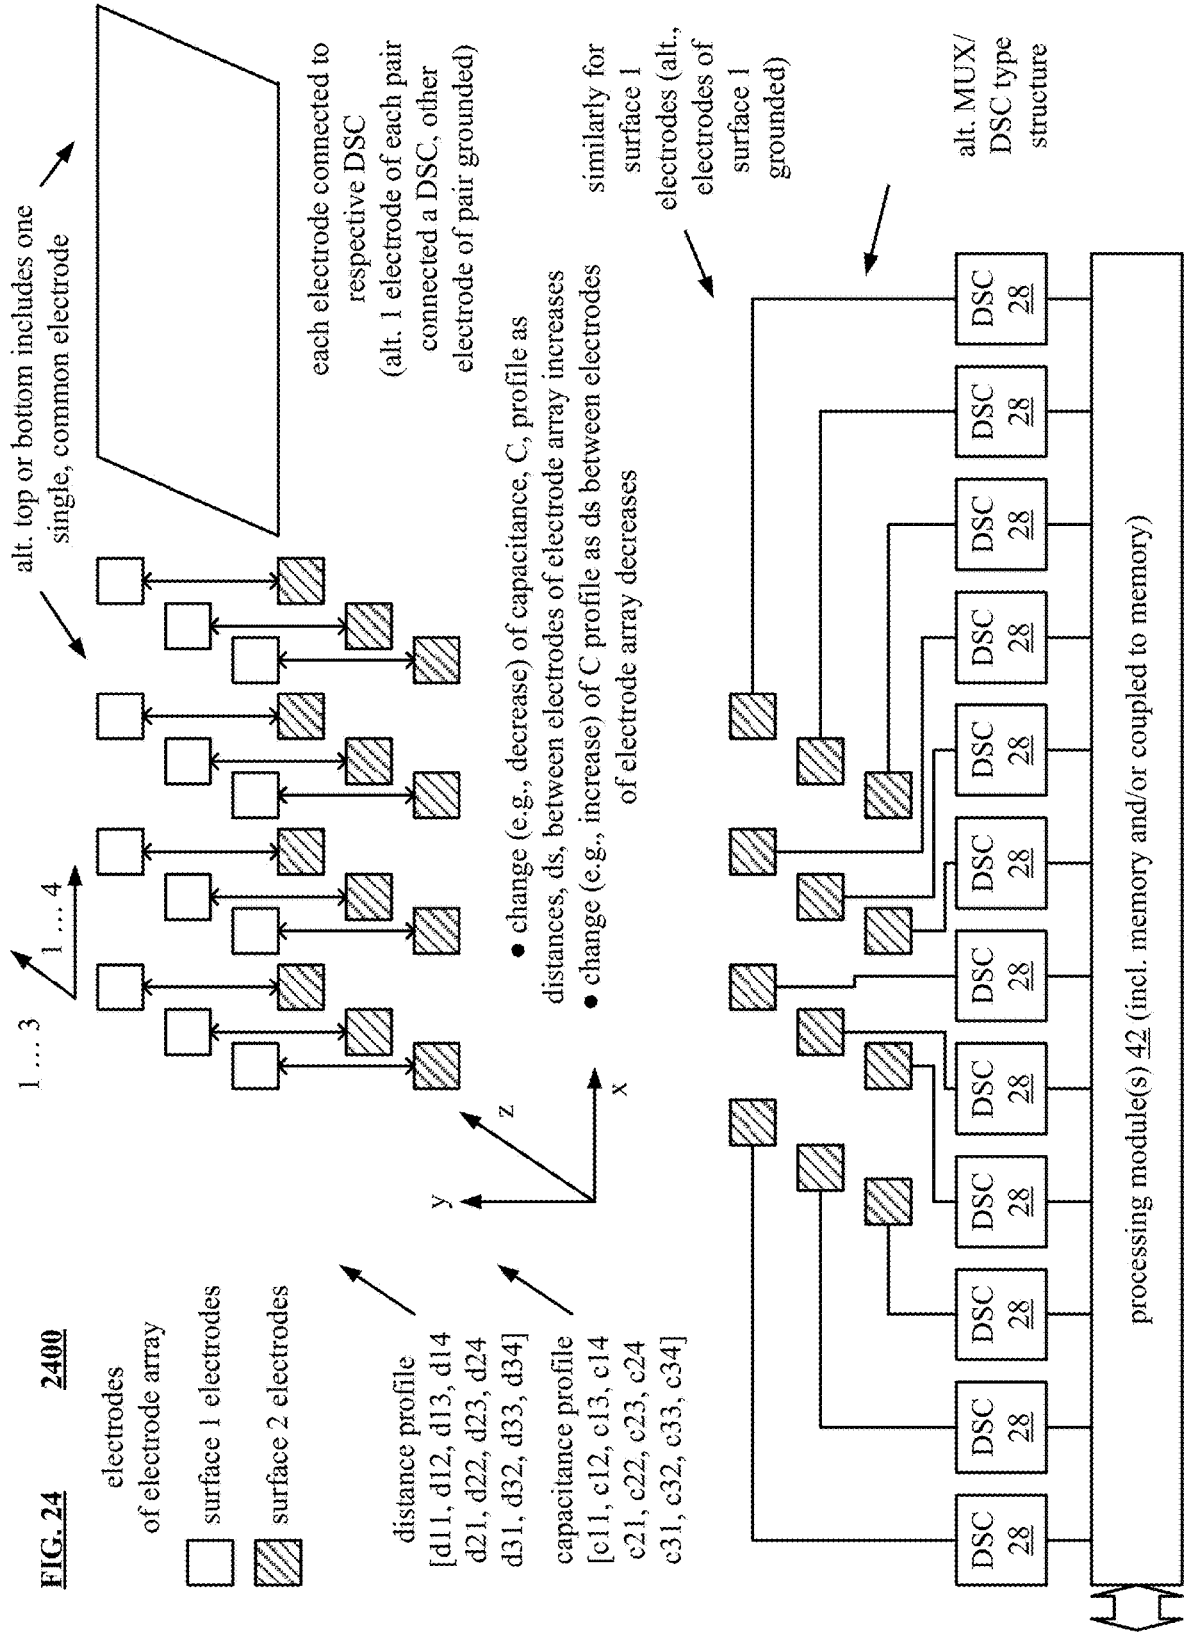 FIG. 24
2400
electrodes
of electrode array
surface 1 electrodes
surface 2 electrodes
distance profile
[d11, d12, d13, d14
d21, d22, d23, d24
d31, d32, d33, d34]
capacitance profile
[c11, c12, c13, c14
c21, c22, c23, c24
c31, c32, c33, c34]
1 … 3
1 … 4
y
z
x
alt. top or bottom includes one
single, common electrode
each electrode connected to
respective DSC
(alt. 1 electrode of each pair
connected a DSC, other
electrode of pair grounded)
● change (e.g., decrease) of capacitance, C, profile as
distances, ds, between electrodes of electrode array increases
● change (e.g., increase) of C profile as ds between electrodes
of electrode array decreases
similarly for
surface 1
electrodes (alt.,
electrodes of
surface 1
grounded)
alt. MUX/
DSC type
structure
DSC
28
DSC
28
DSC
28
DSC
28
DSC
28
DSC
28
DSC
28
DSC
28
DSC
28
DSC
28
DSC
28
DSC
28
processing module(s) 42 (incl. memory and/or coupled to memory)